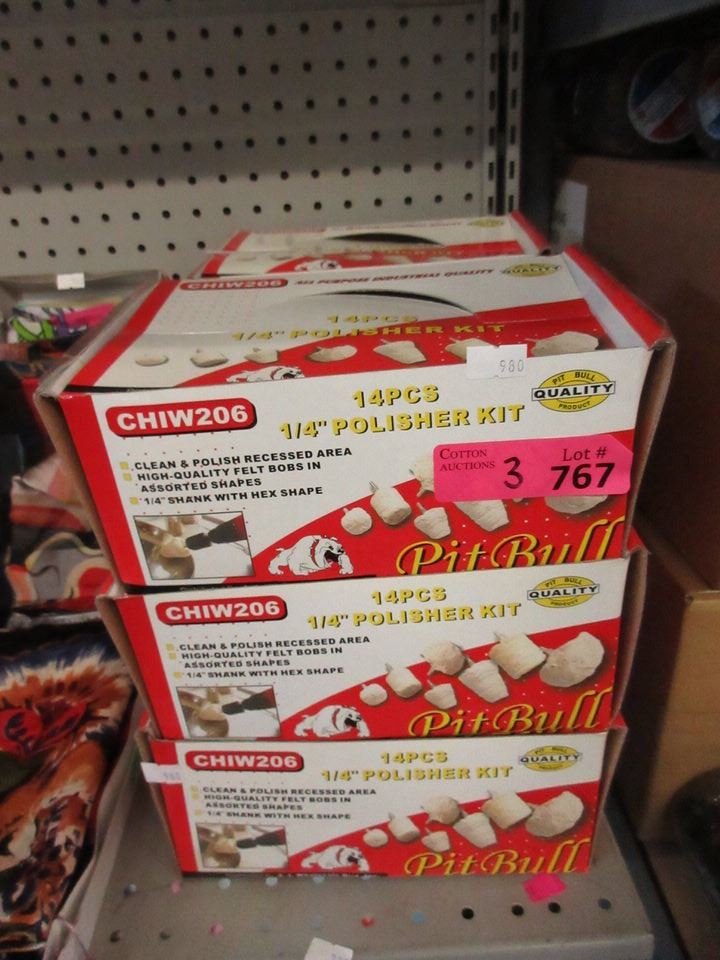 CHIW206
ALL PURPOSE INDUSTRIAL QUALITY
QUALITY
14PCS
1/4" POLISHER KIT
980
CHIW206
14PCS
1/4" POLISHER KIT
PIT BULL
QUALITY
PRODUCT
CLEAN & POLISH RECESSED AREA
HIGH-QUALITY FELT BOBS IN
ASSORTED SHAPES
1/4" SHANK WITH HEX SHAPE
COTTON
AUCTIONS
3
Lot #
767
Pit Bull
CHIW206
14PCS
1/4" POLISHER KIT
PIT BULL
QUALITY
PRODUCT
CLEAN & POLISH RECESSED AREA
HIGH-QUALITY FELT BOBS IN
ASSORTED SHAPES
1/4" SHANK WITH HEX SHAPE
Pit Bull
CHIW206
14PCS
1/4" POLISHER KIT
PIT BULL
QUALITY
PRODUCT
980
CLEAN & POLISH RECESSED AREA
HIGH-QUALITY FELT BOBS IN
ASSORTED SHAPES
1/4" SHANK WITH HEX SHAPE
Pit Bull